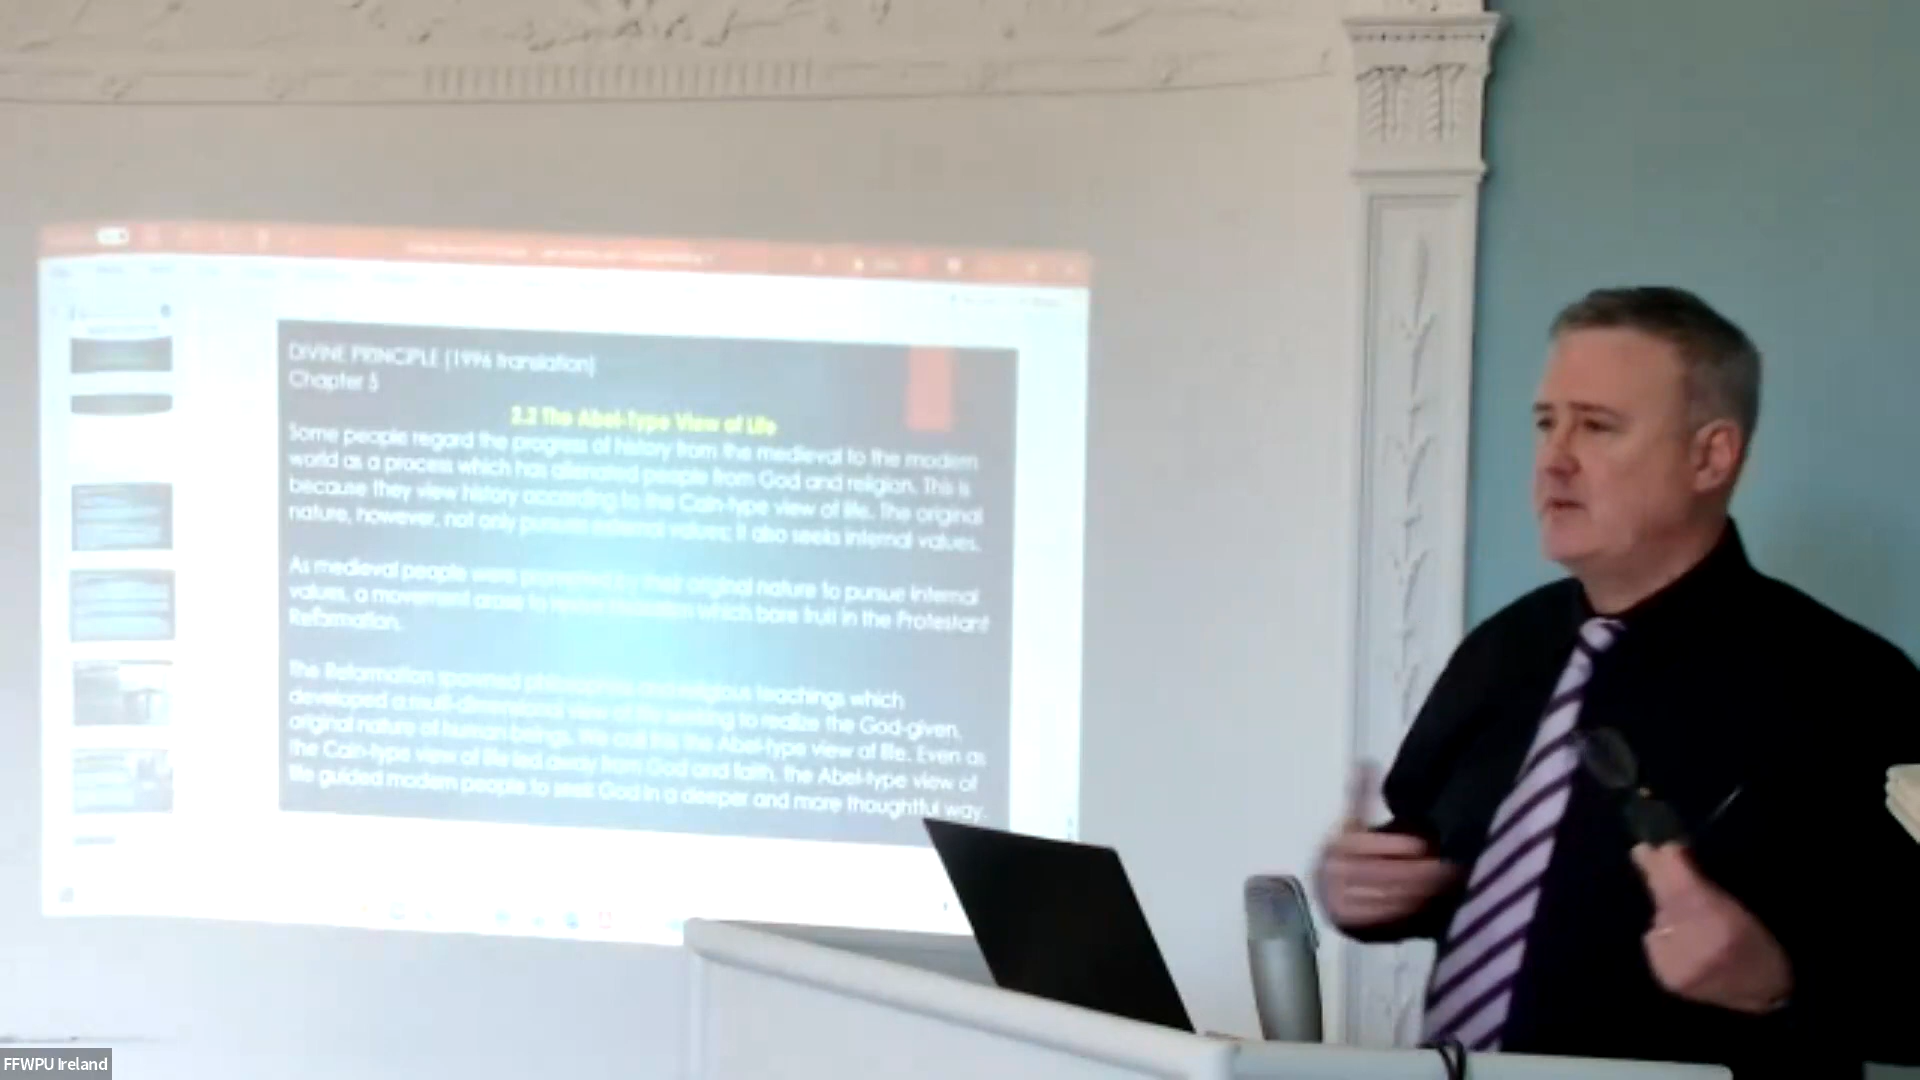 DIVINE PRINCIPLE (1996 translation)
Chapter 5
2.2 The Abel-Type View of Life
Some people regard the progress of history from the medieval to the modern
world as a process which has alienated people from God and religion. This is
because they view history according to the Cain-type view of life. The original
nature, however, not only pursues external values; it also seeks internal values.
As medieval people were prompted by their original nature to pursue internal
values, a movement arose to which bore fruit in the Protestant
Reformation.
The Reformation spawned philosophies and religious teachings which
developed a multi-dimensional view of life seeking to realize the God-given,
original nature of human beings. We call this the Abel-type view of life. Even as
the Cain-type view of life led away from God and faith, the Abel-type view of
life guided modern people to seek God in a deeper and more thoughtful way.
FFWPU Ireland